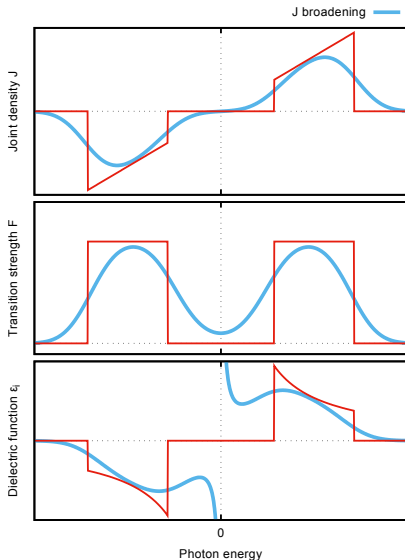 J broadening
Joint density J
Transition strength F
Dielectric function εᵢ
0
Photon energy